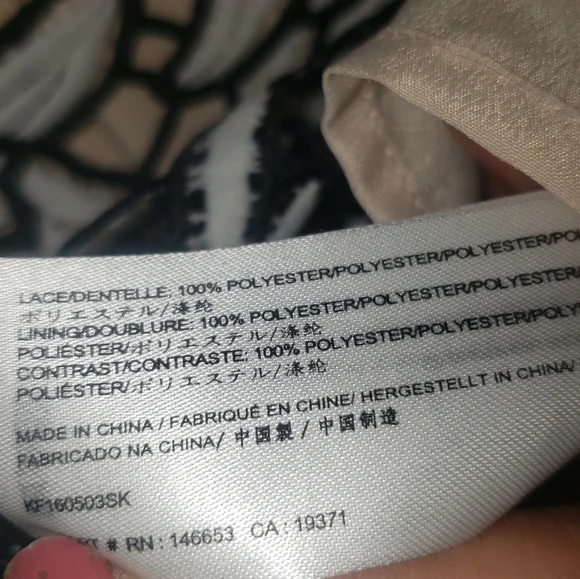 LACE/DENTELLE: 100% POLYESTER/POLYESTER/POLYESTER/POLYESTER/
ポリエステル/涤纶
LINING/DOUBLURE: 100% POLYESTER/POLYESTER/POLYESTER/POLYESTER/
POLIÉSTER/ポリエステル/涤纶
CONTRAST/CONTRASTE: 100% POLYESTER/POLYESTER/POLYESTER/
POLIÉSTER/ポリエステル/涤纶
MADE IN CHINA / FABRIQUÉ EN CHINE/ HERGESTELLT IN CHINA/
FABRICADO NA CHINA/ 中国製 / 中国制造
KF160503SK
# RN : 146653 CA : 19371